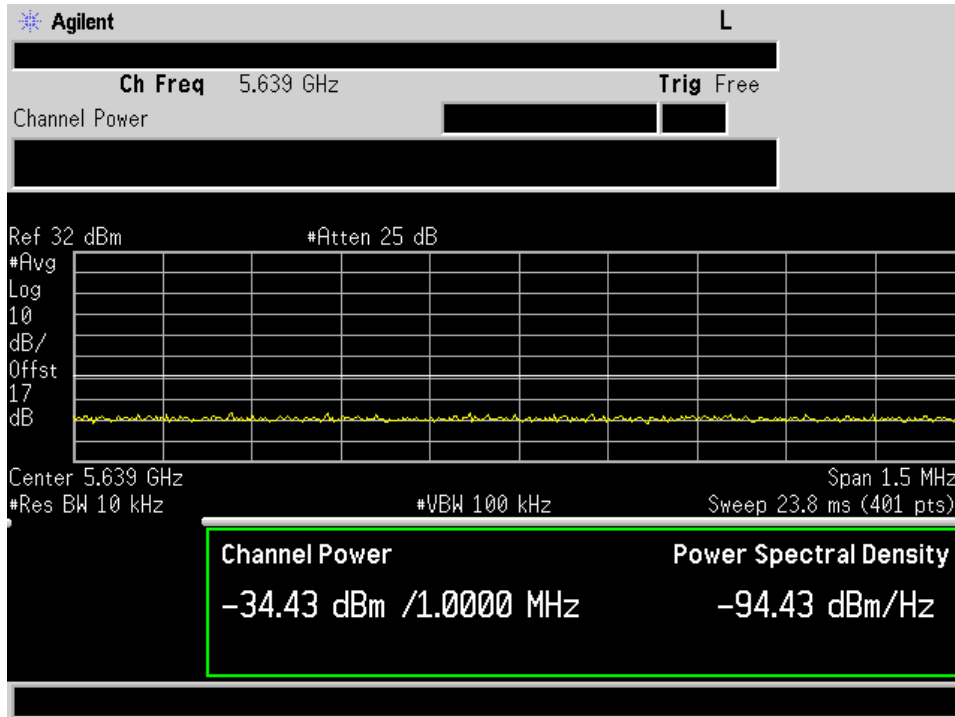 Agilent L
Ch Freq 5.639 GHz Trig Free
Channel Power
Ref 32 dBm #Atten 25 dB
#Avg
Log
10
dB/
Offst
17
dB
Center 5.639 GHz Span 1.5 MHz
#Res BW 10 kHz #VBW 100 kHz Sweep 23.8 ms (401 pts)
Channel Power Power Spectral Density
-34.43 dBm /1.0000 MHz -94.43 dBm/Hz